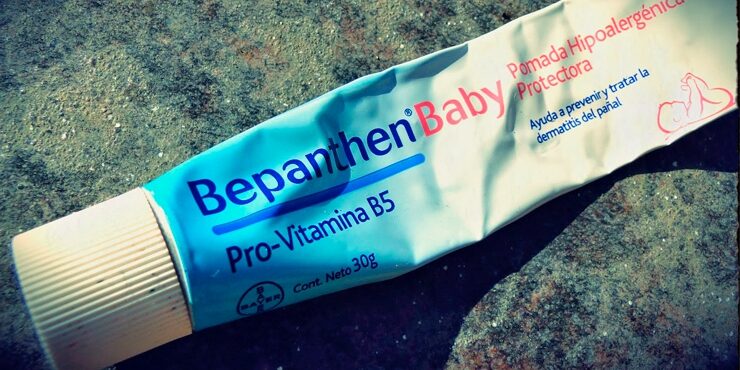 Bepanthen® Baby
Pro-Vitamina B5
Cont. Neto 30g
BAYER
BAYER
Pomada Hipoalergénica
Protectora
Ayuda a prevenir y tratar la
dermatitis del pañal